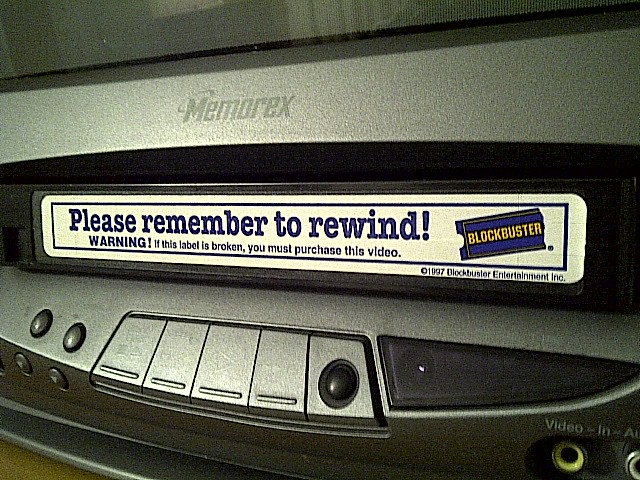 Memorex
Please remember to rewind!
WARNING! If this label is broken, you must purchase this video.
BLOCKBUSTER®
©1997 Blockbuster Entertainment Inc.
Video-In-Au